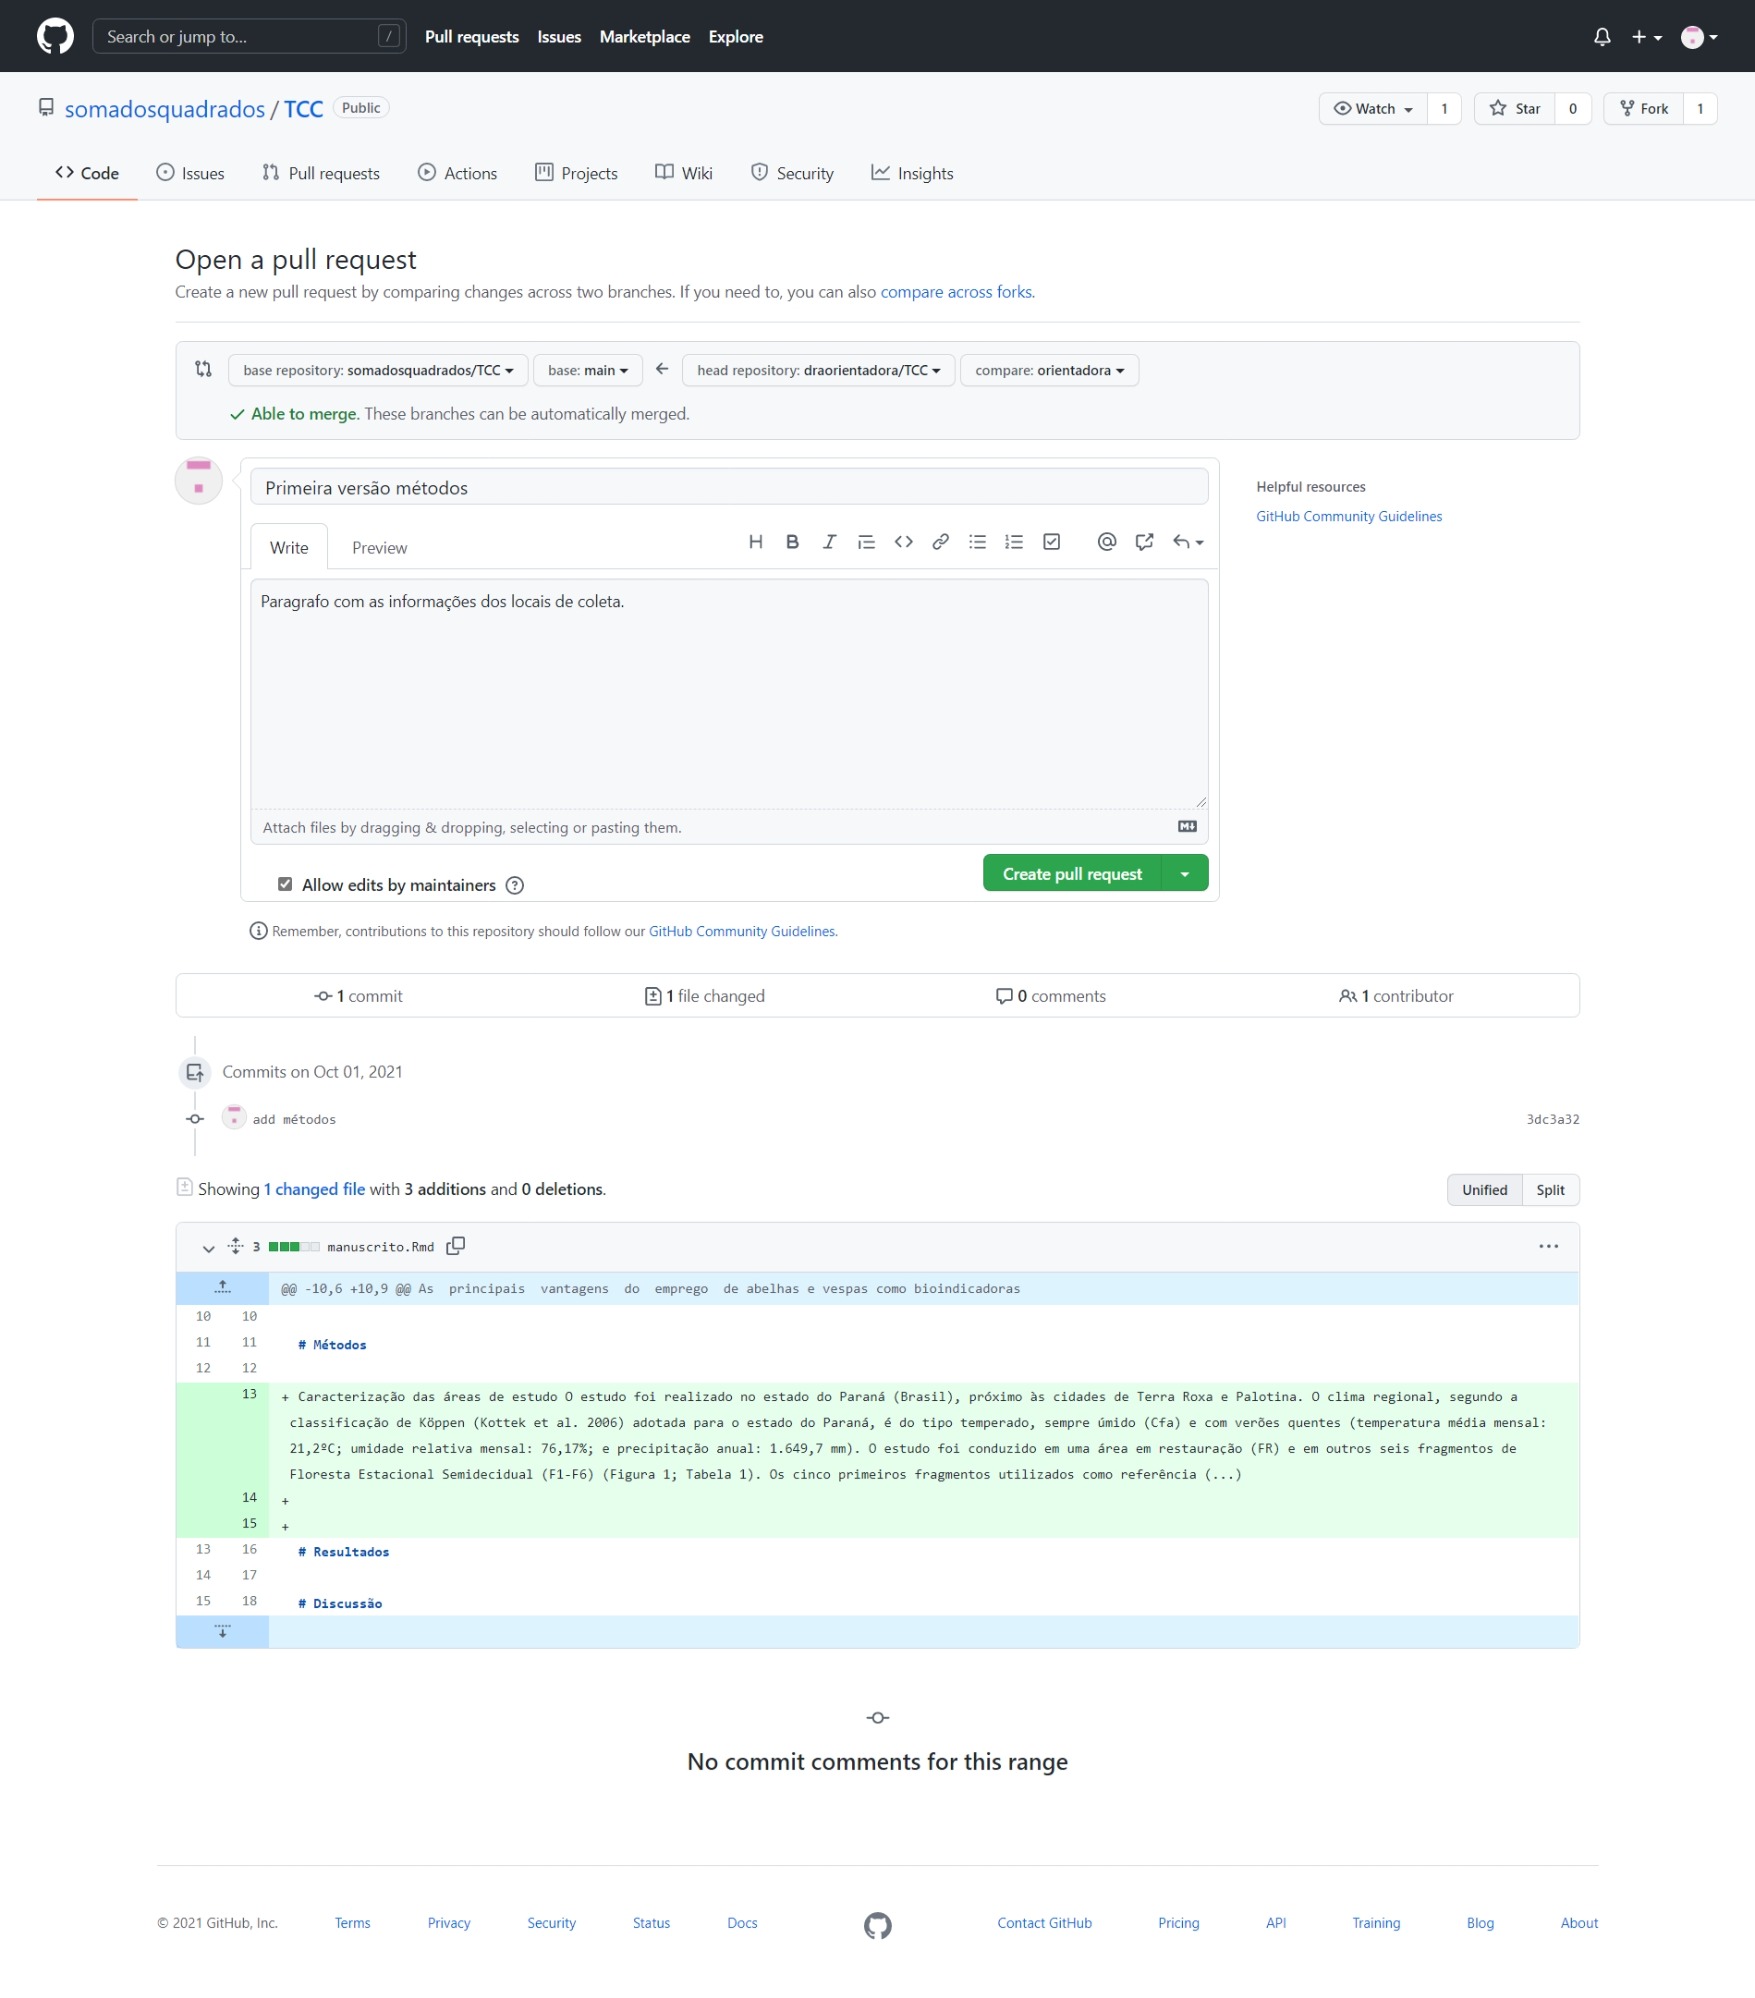 Search or jump to... /
Pull requests Issues Marketplace Explore
somadosquadrados / TCC Public
Watch 1 Star 0 Fork 1
Code Issues Pull requests Actions Projects Wiki Security Insights
Open a pull request
Create a new pull request by comparing changes across two branches. If you need to, you can also compare across forks.
base repository: somadosquadrados/TCC base: main ← head repository: draorientadora/TCC compare: orientadora
✓ Able to merge. These branches can be automatically merged.
Primeira versão métodos
Helpful resources
GitHub Community Guidelines
Write Preview
Paragrafo com as informações dos locais de coleta.
Attach files by dragging & dropping, selecting or pasting them.
Create pull request
Allow edits by maintainers
Remember, contributions to this repository should follow our GitHub Community Guidelines.
1 commit 1 file changed 0 comments 1 contributor
Commits on Oct 01, 2021
add métodos 3dc3a32
Showing 1 changed file with 3 additions and 0 deletions.
Unified Split
3 manuscrito.Rmd ...
@@ -10,6 +10,9 @@ As principais vantagens do emprego de abelhas e vespas como bioindicadoras
10 10
11 11 # Métodos
12 12
13 + Caracterização das áreas de estudo O estudo foi realizado no estado do Paraná (Brasil), próximo às cidades de Terra Roxa e Palotina. O clima regional, segundo a
classificação de Köppen (Kottek et al. 2006) adotada para o estado do Paraná, é do tipo temperado, sempre úmido (Cfa) e com verões quentes (temperatura média mensal:
21,2ºC; umidade relativa mensal: 76,17%; e precipitação anual: 1.649,7 mm). O estudo foi conduzido em uma área em restauração (FR) e em outros seis fragmentos de
Floresta Estacional Semidecidual (F1-F6) (Figura 1; Tabela 1). Os cinco primeiros fragmentos utilizados como referência (...)
14 +
15 +
13 16 # Resultados
14 17
15 18 # Discussão
No commit comments for this range
© 2021 GitHub, Inc. Terms Privacy Security Status Docs Contact GitHub Pricing API Training Blog About